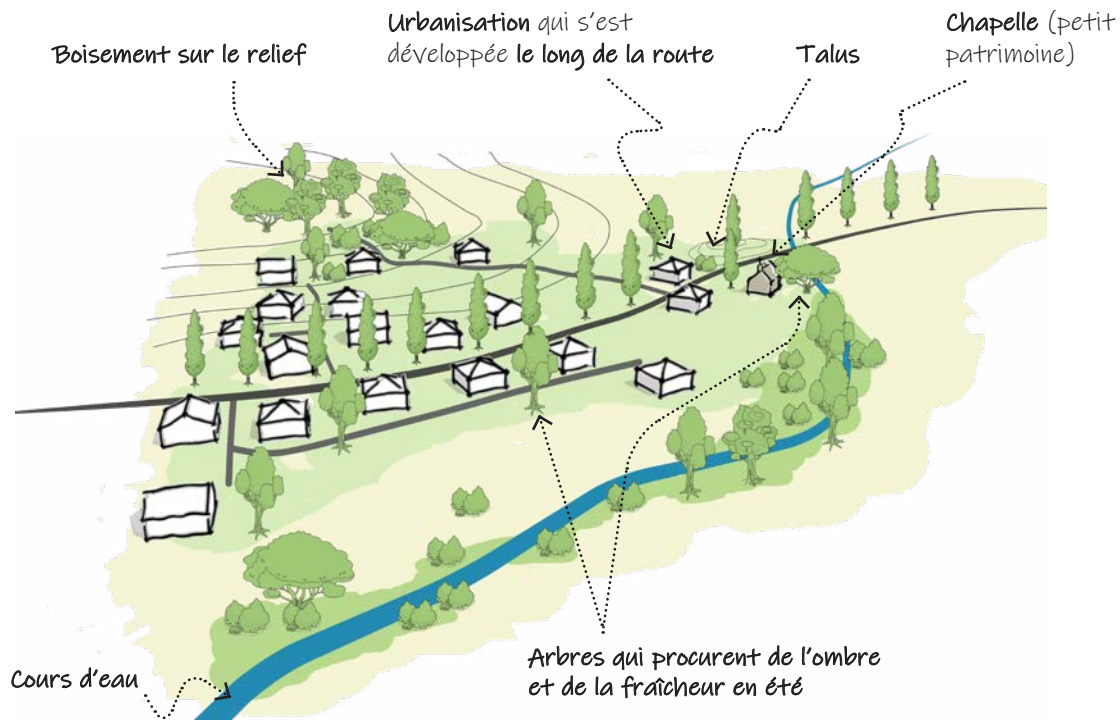 Boisement sur le relief
Urbanisation qui s'est
développée le long de la route
Talus
Chapelle (petit
patrimoine)
Cours d'eau
Arbres qui procurent de l'ombre
et de la fraîcheur en été